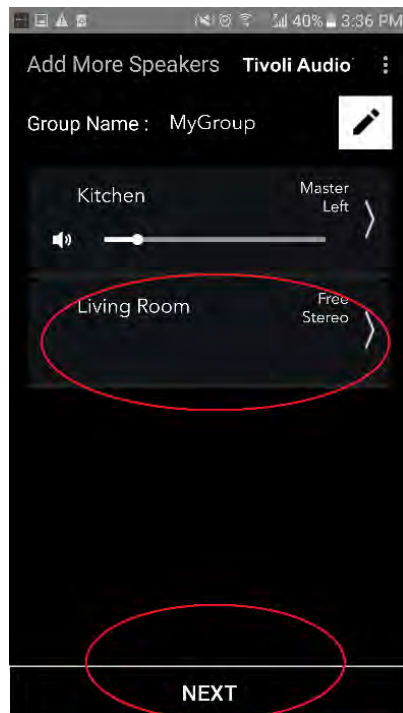 40% 3:36 PM
Add More Speakers Tivoli Audio
Group Name : MyGroup
Kitchen
Master
Left
Living Room
Free
Stereo
NEXT